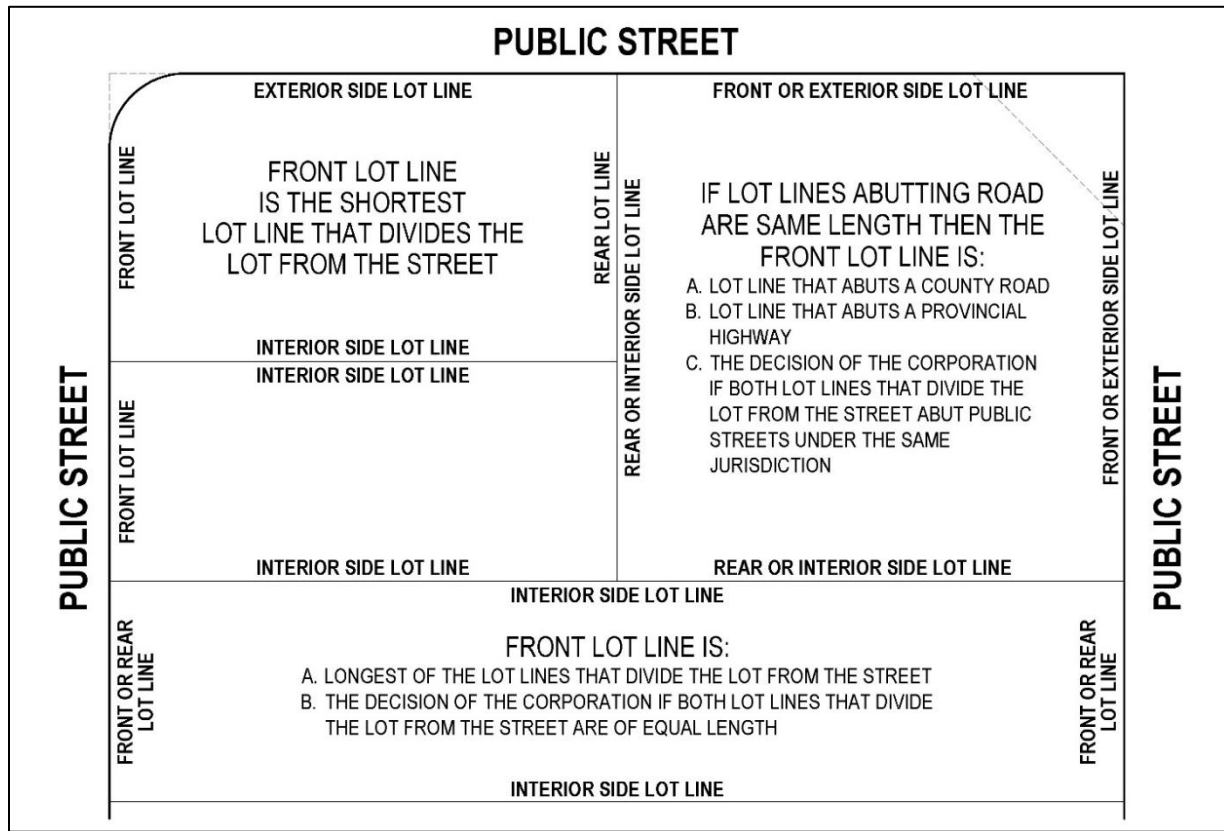 PUBLIC STREET
EXTERIOR SIDE LOT LINE
FRONT LOT LINE
FRONT LOT LINE
IS THE SHORTEST
LOT LINE THAT DIVIDES THE
LOT FROM THE STREET
REAR LOT LINE
INTERIOR SIDE LOT LINE
FRONT OR EXTERIOR SIDE LOT LINE
REAR OR INTERIOR SIDE LOT LINE
IF LOT LINES ABUTTING ROAD
ARE SAME LENGTH THEN THE
FRONT LOT LINE IS:
A. LOT LINE THAT ABUTS A COUNTY ROAD
B. LOT LINE THAT ABUTS A PROVINCIAL
HIGHWAY
C. THE DECISION OF THE CORPORATION
IF BOTH LOT LINES THAT DIVIDE THE
LOT FROM THE STREET ABUT PUBLIC
STREETS UNDER THE SAME
JURISDICTION
FRONT OR EXTERIOR SIDE LOT LINE
REAR OR INTERIOR SIDE LOT LINE
PUBLIC STREET
INTERIOR SIDE LOT LINE
FRONT LOT LINE
INTERIOR SIDE LOT LINE
PUBLIC STREET
INTERIOR SIDE LOT LINE
FRONT OR REAR
LOT LINE
FRONT LOT LINE IS:
A. LONGEST OF THE LOT LINES THAT DIVIDE THE LOT FROM THE STREET
B. THE DECISION OF THE CORPORATION IF BOTH LOT LINES THAT DIVIDE
THE LOT FROM THE STREET ARE OF EQUAL LENGTH
FRONT OR REAR
LOT LINE
INTERIOR SIDE LOT LINE